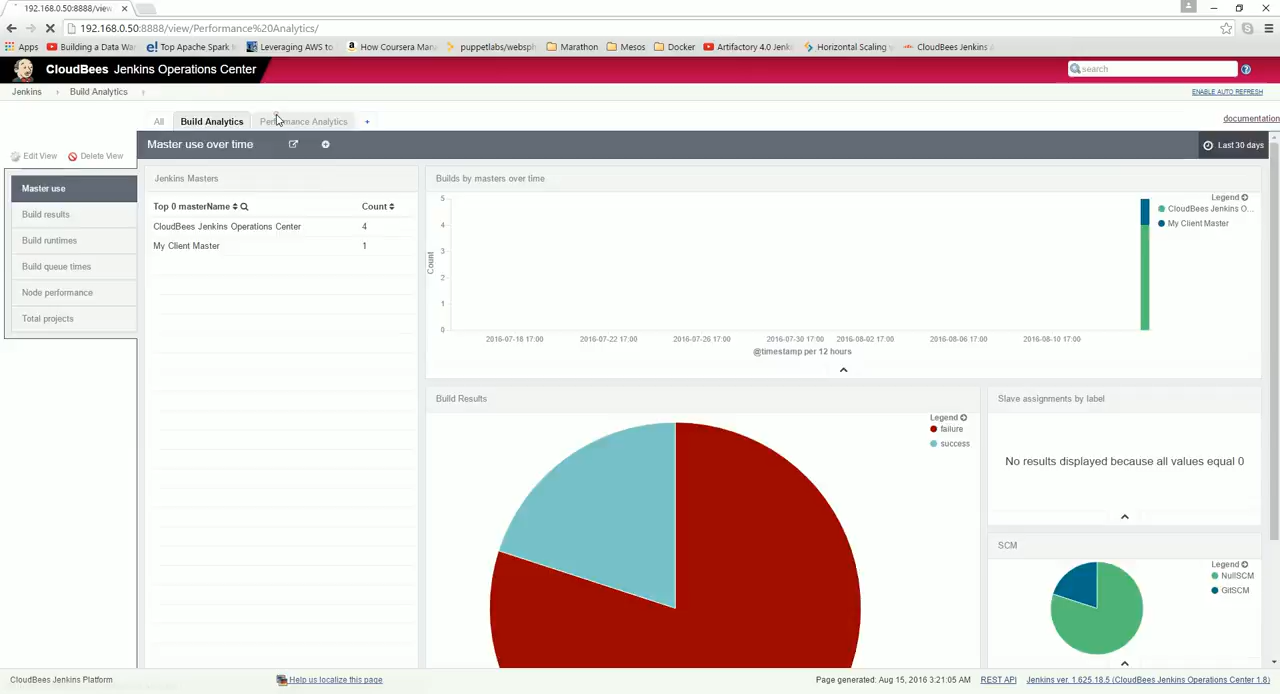 192.168.0.50:8888/view
192.168.0.50:8888/view/Performance%20Analytics/
Apps Building a Data War Top Apache Spark Leveraging AWS to How Coursera Mana puppetlabs/websph Marathon Mesos Docker Artifactory 4.0 Jenk Horizontal Scaling CloudBees Jenkins
CloudBees Jenkins Operations Center
search
Jenkins Build Analytics
ENABLE AUTO REFRESH
All Build Analytics Performance Analytics +
documentation
Edit View Delete View
Master use over time
Last 30 days
Master use
Build results
Build runtimes
Build queue times
Node performance
Total projects
Jenkins Masters
Top 0 masterName Count
CloudBees Jenkins Operations Center 4
My Client Master 1
Builds by masters over time
Legend
CloudBees Jenkins O...
My Client Master
Count
5
4
3
2
1
0
2016-07-18 17:00 2016-07-22 17:00 2016-07-26 17:00 2016-07-30 17:00 2016-08-02 17:00 2016-08-06 17:00 2016-08-10 17:00
@timestamp per 12 hours
Build Results
Legend
failure
success
Slave assignments by label
No results displayed because all values equal 0
SCM
Legend
NullSCM
GitSCM
CloudBees Jenkins Platform
Help us localize this page
Page generated: Aug 15, 2016 3:21:05 AM REST API Jenkins ver. 1.625.18.5 (CloudBees Jenkins Operations Center 1.8)